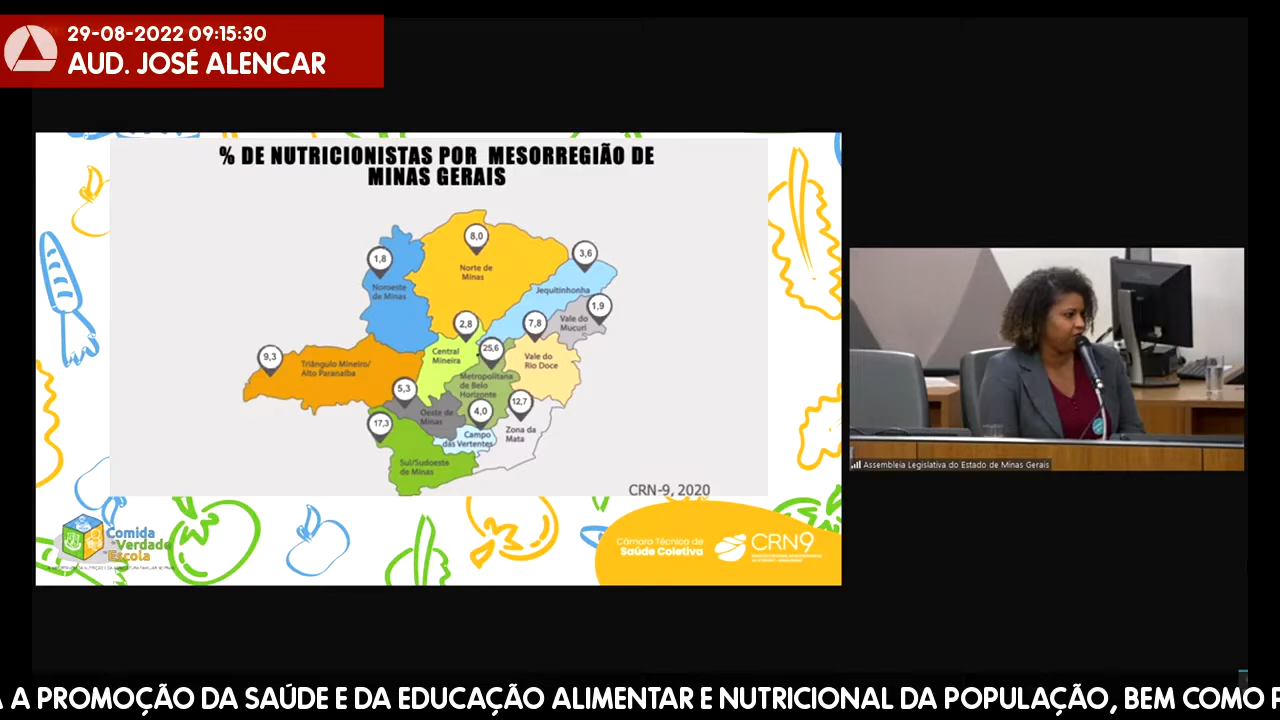 29-08-2022 09:15:30
AUD. JOSÉ ALENCAR
% DE NUTRICIONISTAS POR MESORREGIÃO DE
MINAS GERAIS
8,0
Norte de
Minas
1,8
Noroeste
de Minas
3,6
Jequitinhonha
1,9
Vale do
Mucuri
2,8
Central
Mineira
7,8
Vale do
Rio Doce
25,6
Metropolitana
de Belo
Horizonte
9,3
Triângulo Mineiro/
Alto Paranaíba
5,3
Oeste de
Minas
4,0
Campo
das Vertentes
12,7
Zona da
Mata
17,3
Sul/Sudoeste
de Minas
CRN-9, 2020
Comida
de Verdade
na Escola
Câmara Técnica de
Saúde Coletiva
CRN9
Assembleia Legislativa do Estado de Minas Gerais
A PROMOÇÃO DA SAÚDE E DA EDUCAÇÃO ALIMENTAR E NUTRICIONAL DA POPULAÇÃO, BEM COMO